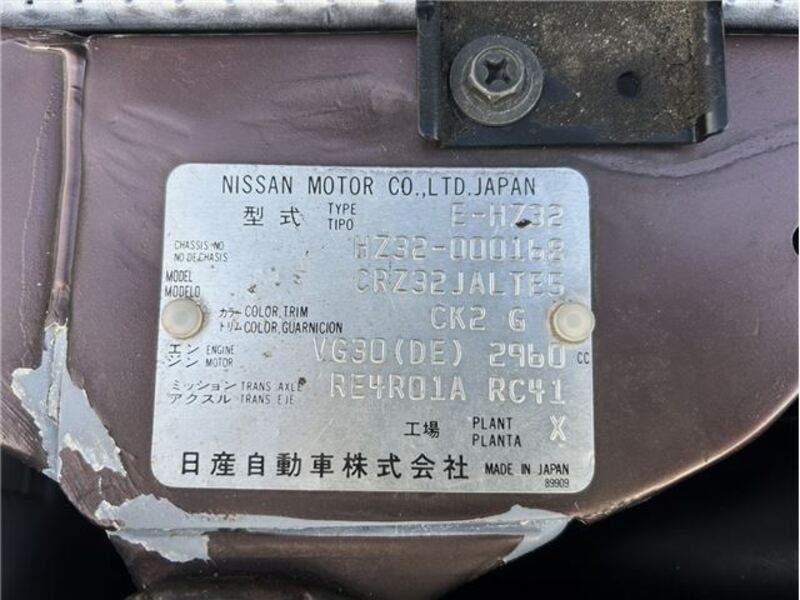 NISSAN MOTOR CO.,LTD.JAPAN
型式 TYPE TIPO E-HZ32
CHASSIS NO NO DE CHASIS HZ32-000168
MODEL MODELO CRZ32JALTE5
カラー トリム COLOR,TRIM COLOR,GUARNICION CK2 G
エンジン ENGINE MOTOR VG30(DE) 2960 CC
ミッション アクスル TRANS.AXLE TRANS.EJE RE4R01A RC41
工場 PLANT PLANTA X
日産自動車株式会社 MADE IN JAPAN
89909